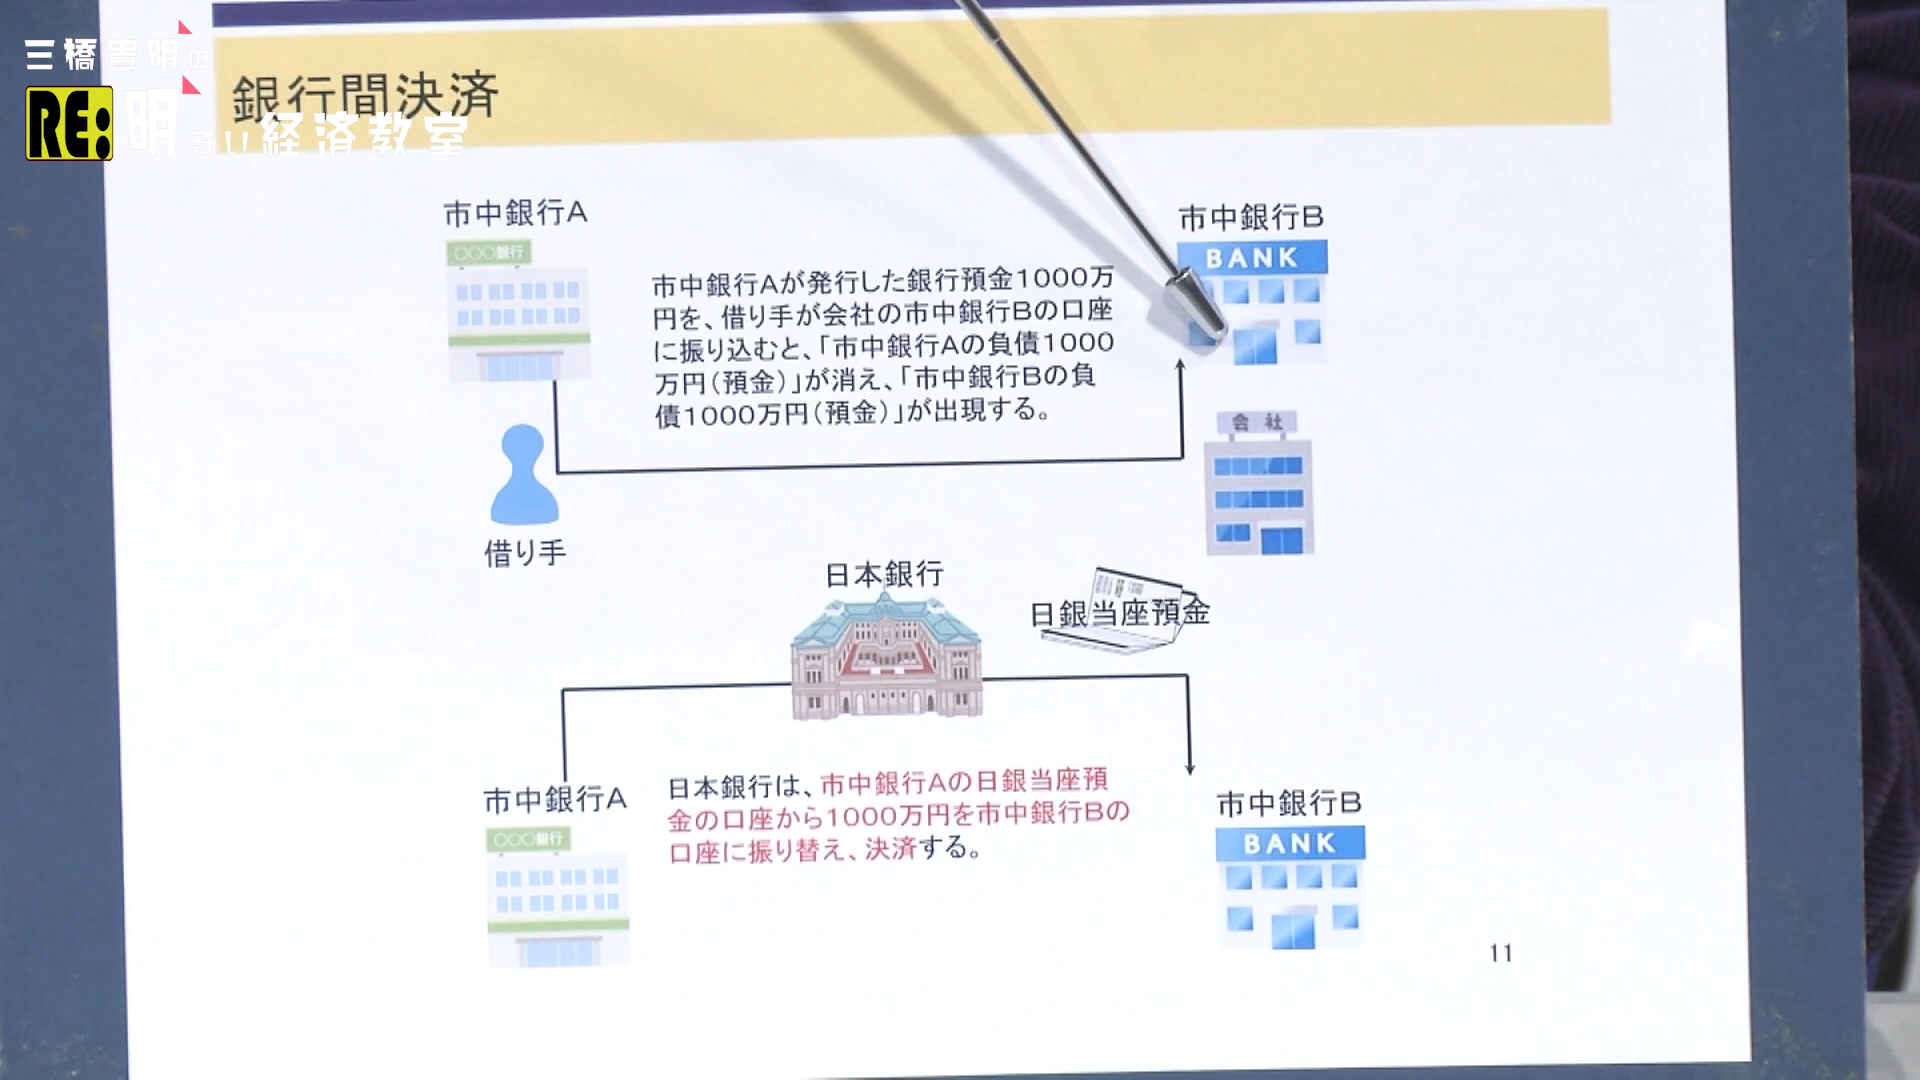 三橋書明の
RE:明るい経済教室
銀行間決済
市中銀行A
〇〇〇銀行
市中銀行B
BANK
市中銀行Aが発行した銀行預金1000万
円を、借り手が会社の市中銀行Bの口座
に振り込むと、「市中銀行Aの負債1000
万円(預金)」が消え、「市中銀行Bの負
債1000万円(預金)」が出現する。
会社
借り手
日本銀行
日銀当座預金
市中銀行A
〇〇〇銀行
日本銀行は、市中銀行Aの日銀当座預
金の口座から1000万円を市中銀行Bの
口座に振り替え、決済する。
市中銀行B
BANK
11